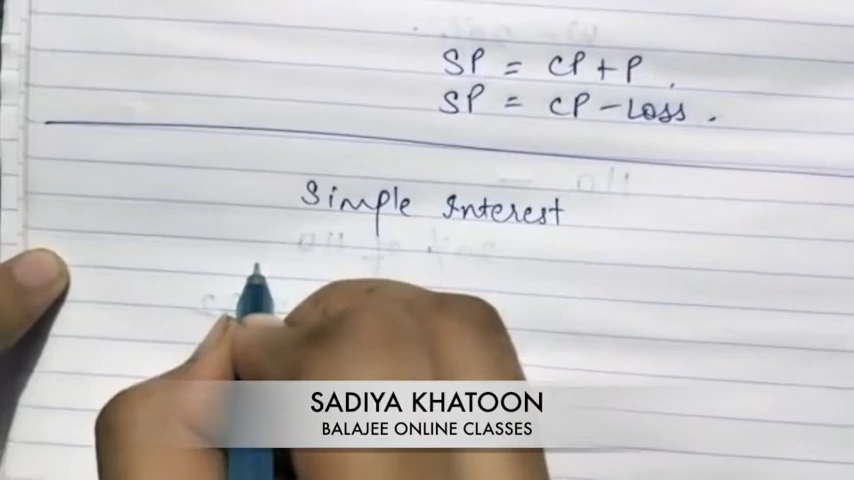 SP = CP + P.
SP = CP - Loss.
Simple Interest
SADIYA KHATOON
BALAJEE ONLINE CLASSES